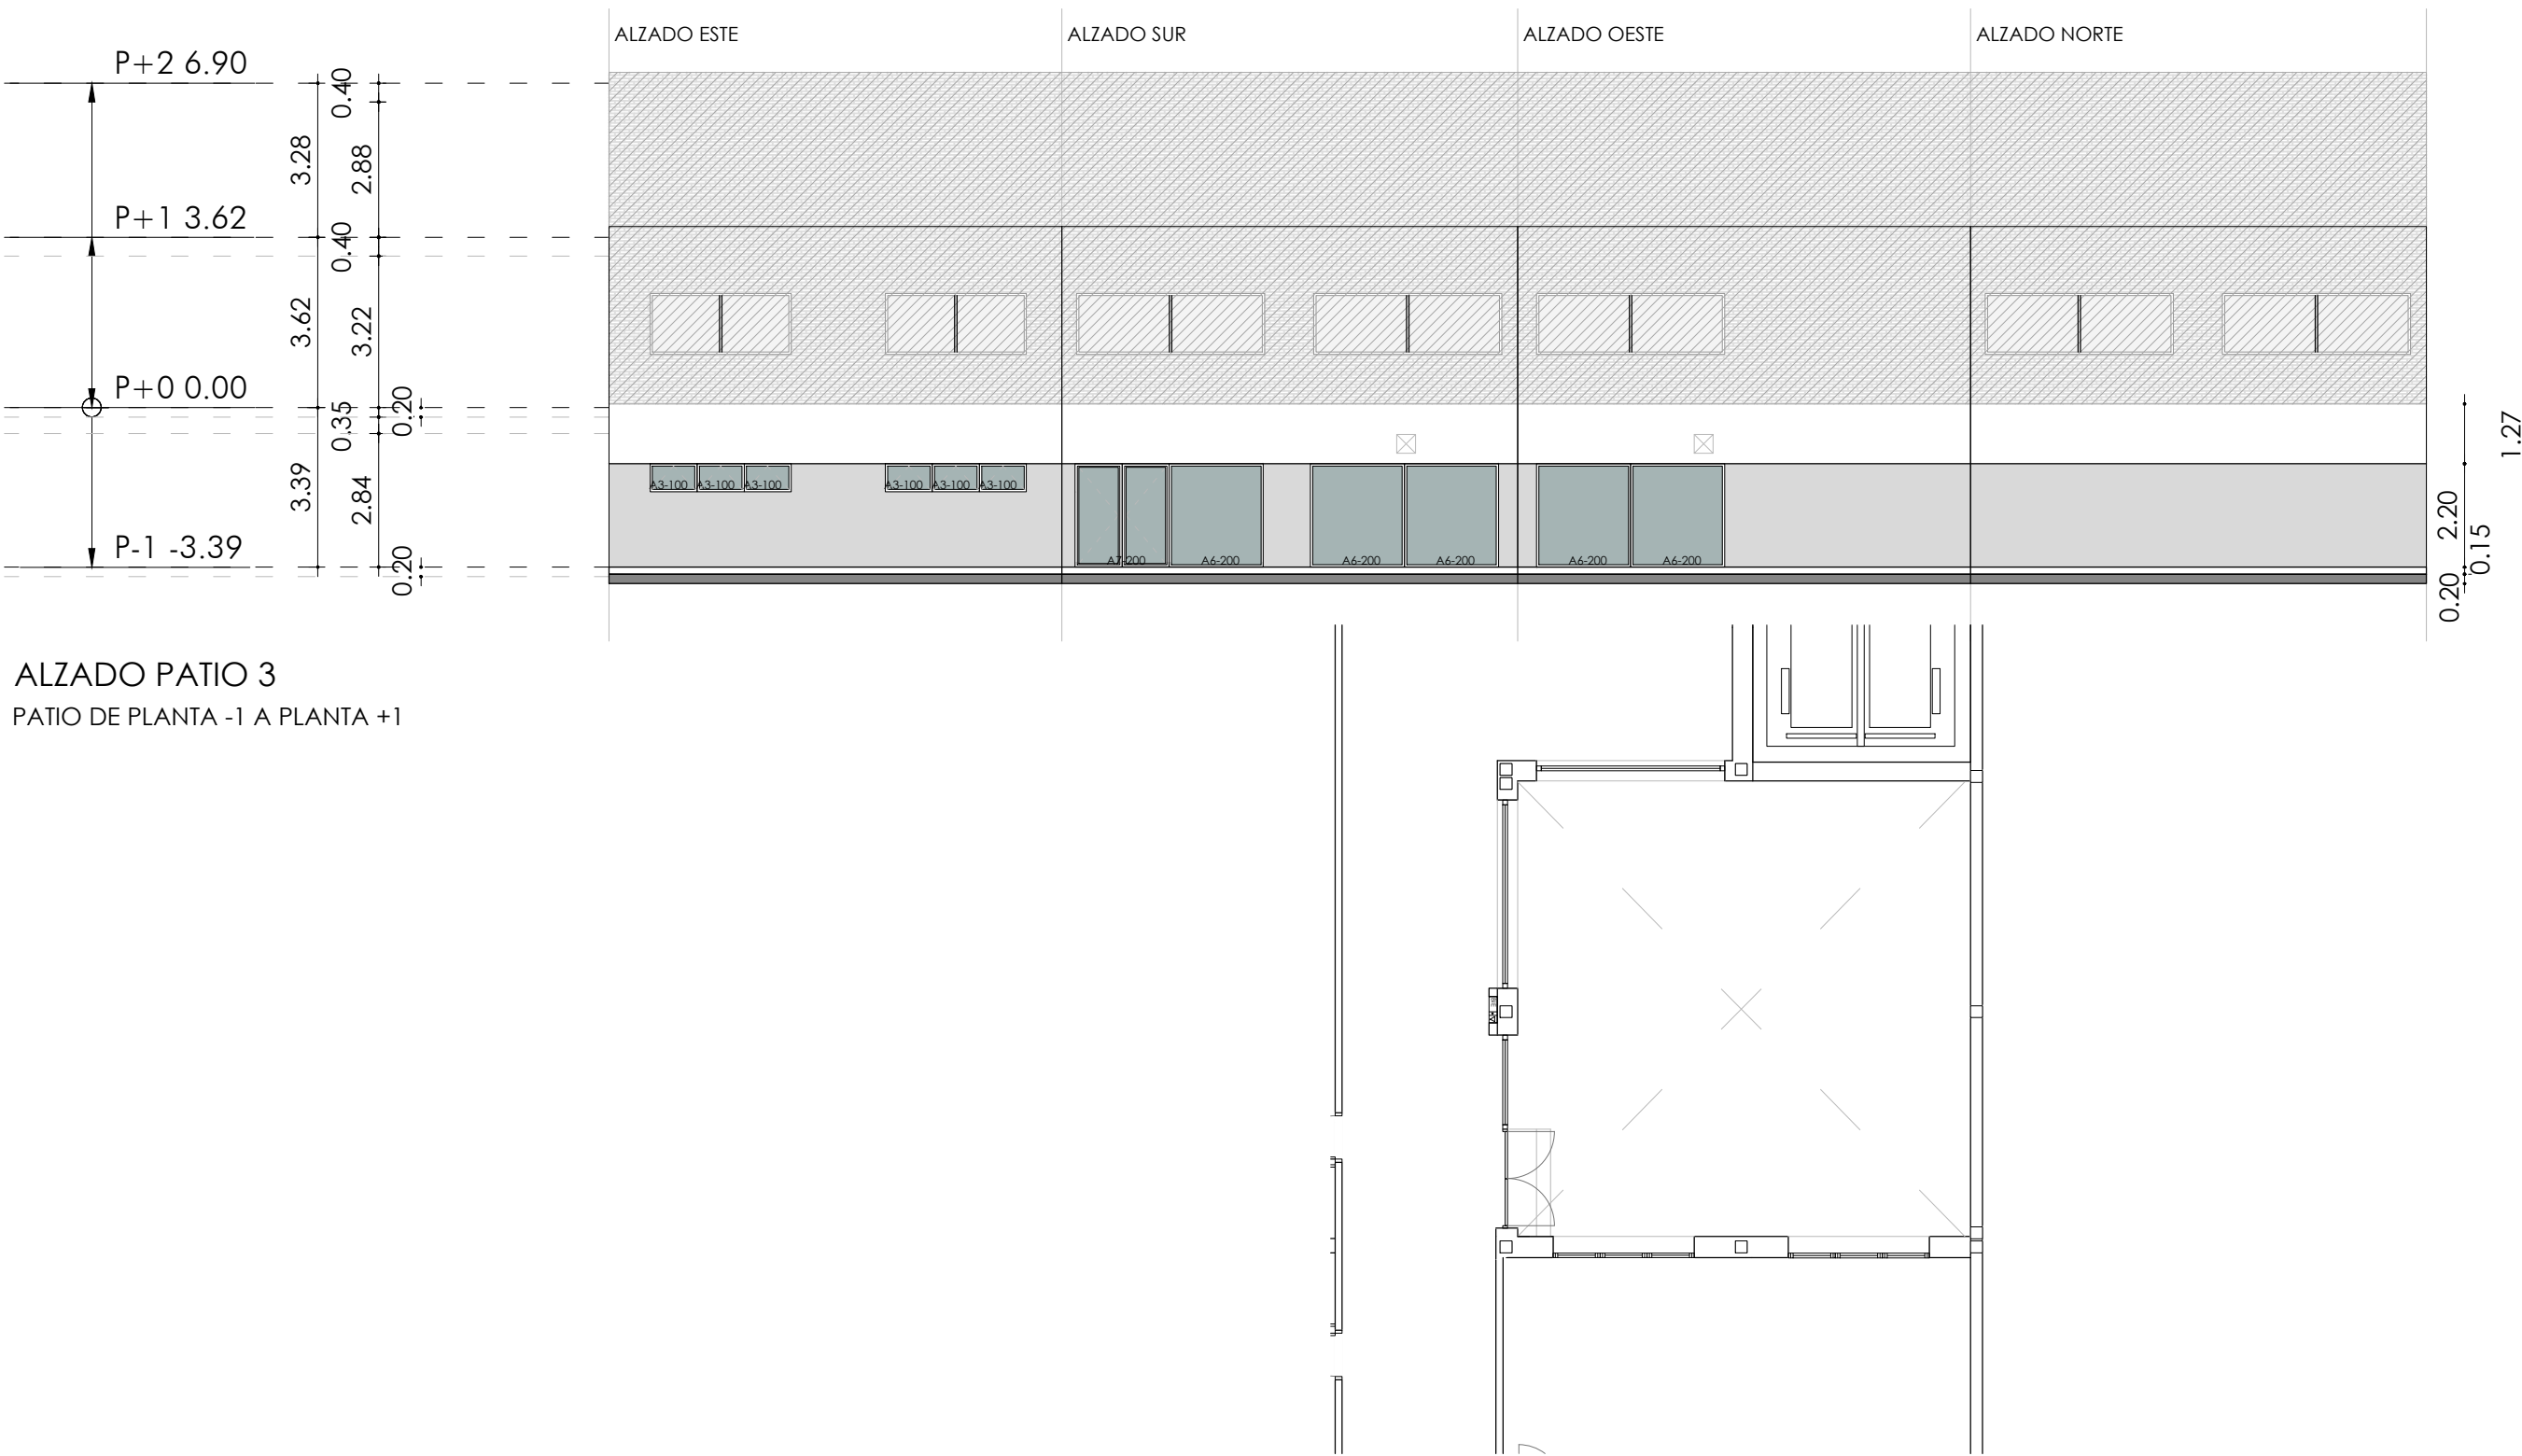 ALZADO ESTE
ALZADO SUR
ALZADO OESTE
ALZADO NORTE
P+2 6.90
0.40
3.28
2.88
P+1 3.62
0.40
3.62
3.22
P+0 0.00
0.35
0.20
3.39
2.84
P-1 -3.39
0.20
1.27
2.20
0.15
0.20
A3-100 A3-100 A3-100
A3-100 A3-100 A3-100
A7-200
A6-200
A6-200
A6-200
A6-200
A6-200
ALZADO PATIO 3
PATIO DE PLANTA -1 A PLANTA +1